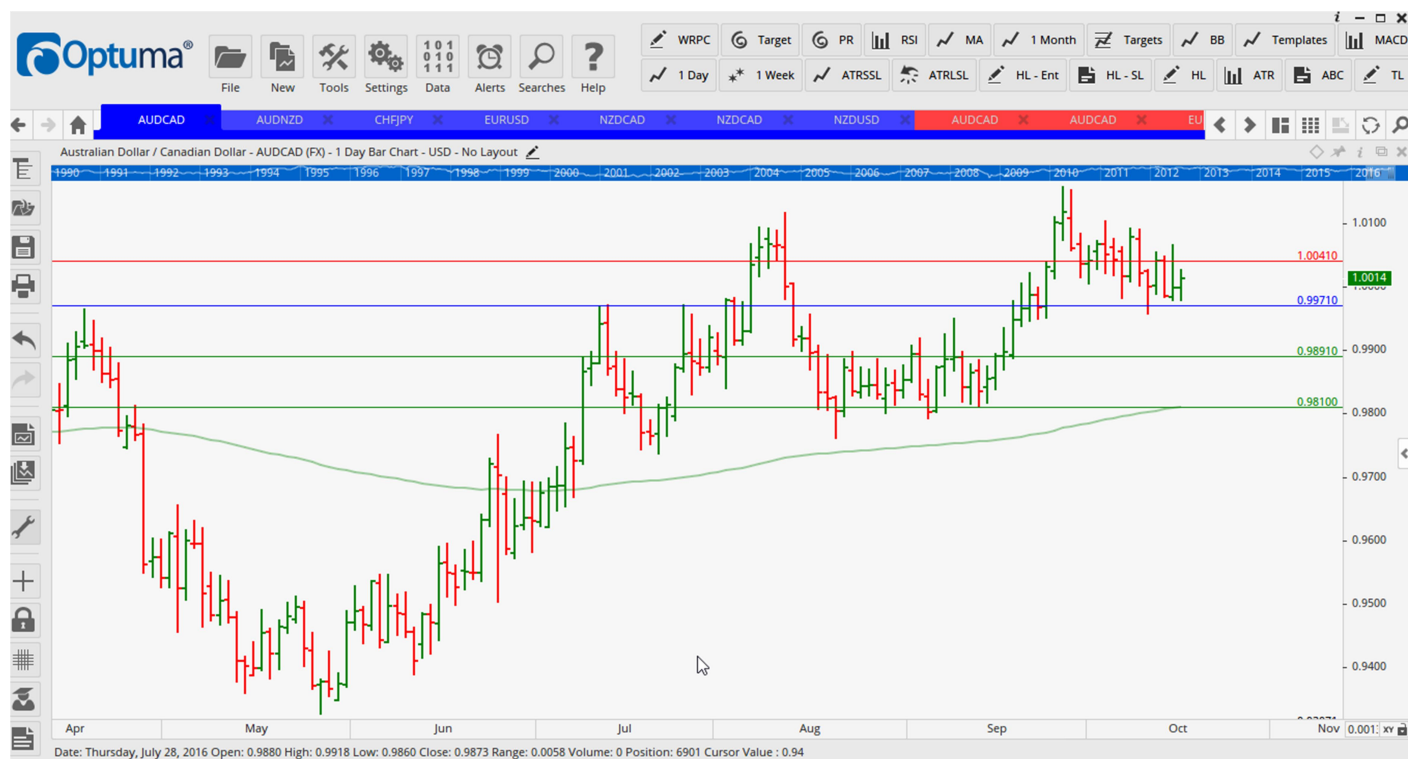 i
Optuma®
WRPC Target PR RSI MA 1 Month Targets BB Templates MACD
1 Day 1 Week ATRSSL ATRLSL HL - Ent HL - SL HL ATR ABC TL
101
010
111
File New Tools Settings Data Alerts Searches Help
AUDCAD AUDNZD CHFJPY EURUSD NZDCAD NZDCAD NZDUSD AUDCAD AUDCAD EU
Australian Dollar / Canadian Dollar - AUDCAD (FX) - 1 Day Bar Chart - USD - No Layout
1990 1991 1992 1993 1994 1995 1996 1997 1998 1999 2000 2001 2002 2003 2004 2005 2006 2007 2008 2009 2010 2011 2012 2013 2014 2015 2016
1.0100
1.00410
1.0014
0.99710
0.9900
0.98910
0.98100
0.9800
0.9700
0.9600
0.9500
0.9400
Apr May Jun Jul Aug Sep Oct Nov
XY
Date: Thursday, July 28, 2016 Open: 0.9880 High: 0.9918 Low: 0.9860 Close: 0.9873 Range: 0.0058 Volume: 0 Position: 6901 Cursor Value : 0.94